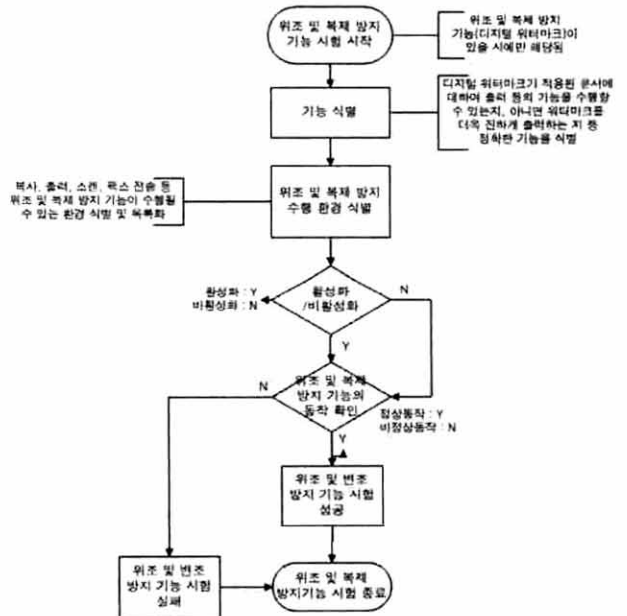 위조 및 복제 방지
기능 시험 시작
위조 및 복제 방지
기능(디지털 워터마크)이
있을 시에만 해당됨
기능 식별
디지털 워터마크가 적용된 문서에
대하여 출력 등의 기능을 수행할
수 있는지, 아니면 워터마크를
더욱 진하게 출력하는 지 등
정확한 기능을 식별
복사, 출력, 스캔, 팩스 전송 등
위조 및 복제 방지 기능이 수행될
수 있는 환경 식별 및 목록화
위조 및 복제 방지
수행 환경 식별
활성화 : Y
비활성화 : N
활성화
/비활성화
N
Y
N
위조 및 복제
방지 기능의
동작 확인
정상동작 : Y
비정상동작 : N
Y
위조 및 변조
방지 기능 시험
성공
위조 및 변조
방지 기능 시험
실패
위조 및 복제
방지기능 시험 종료